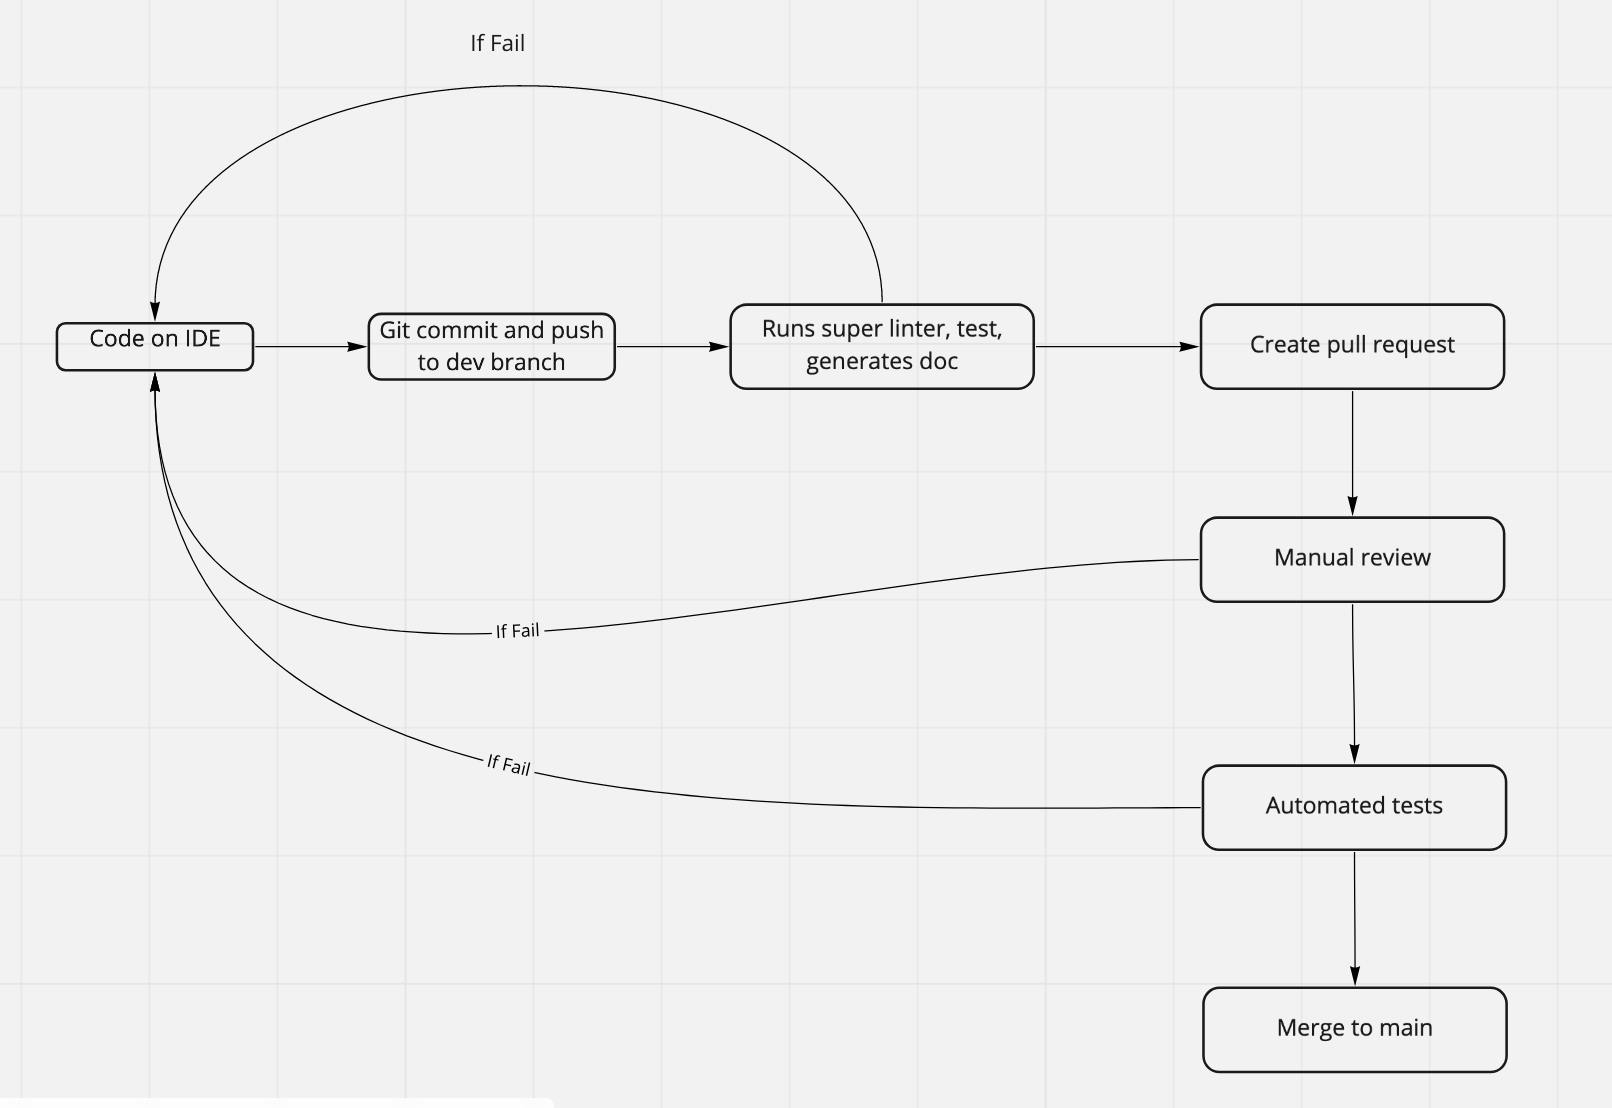 If Fail
Code on IDE
Git commit and push
to dev branch
Runs super linter, test,
generates doc
Create pull request
Manual review
If Fail
If Fail
Automated tests
Merge to main